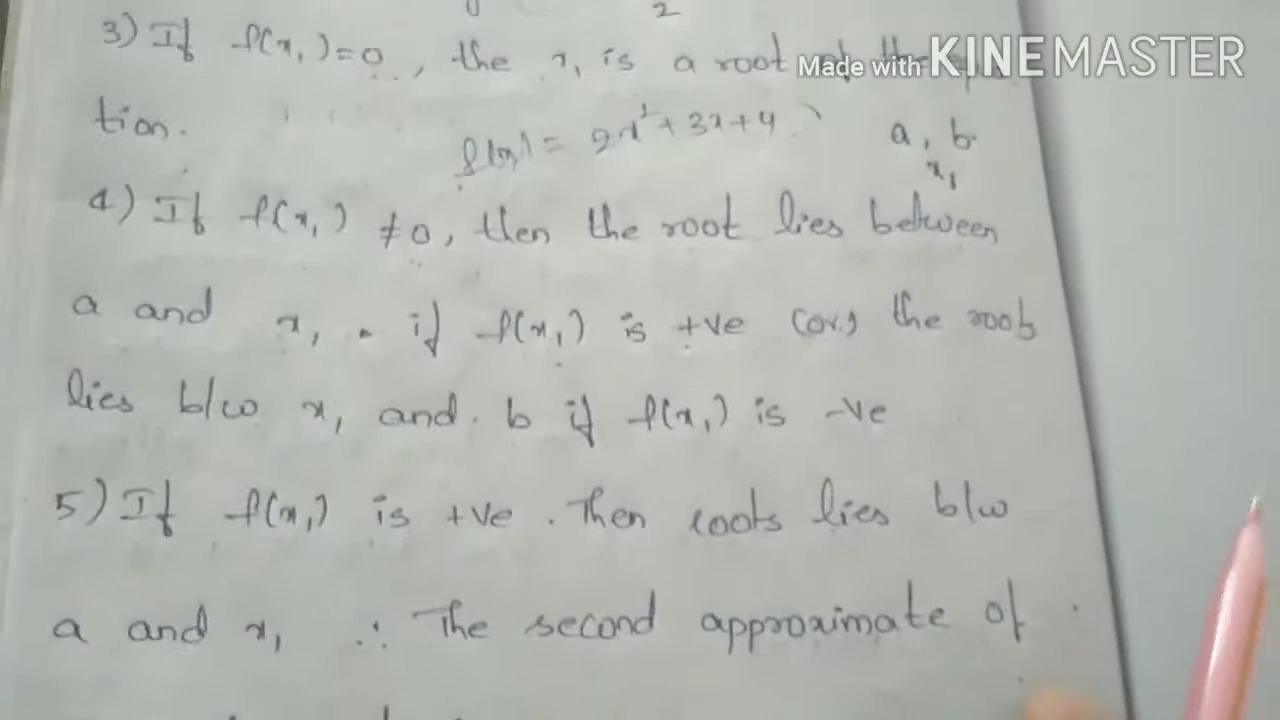 2
3) If f(x₁)=0, the x₁ is a root
Made with KINEMASTER
tion.
f(x) = 2x²+3x+4
a, b
x₁
4) If f(x₁) ≠0, then the root lies between
a and x₁ . if f(x₁) is +ve (or) the roots
lies b/w x₁ and b if f(x₁) is -ve
5) If f(x₁) is +ve . Then roots lies b/w
a and x₁ ∴ The second approximate of